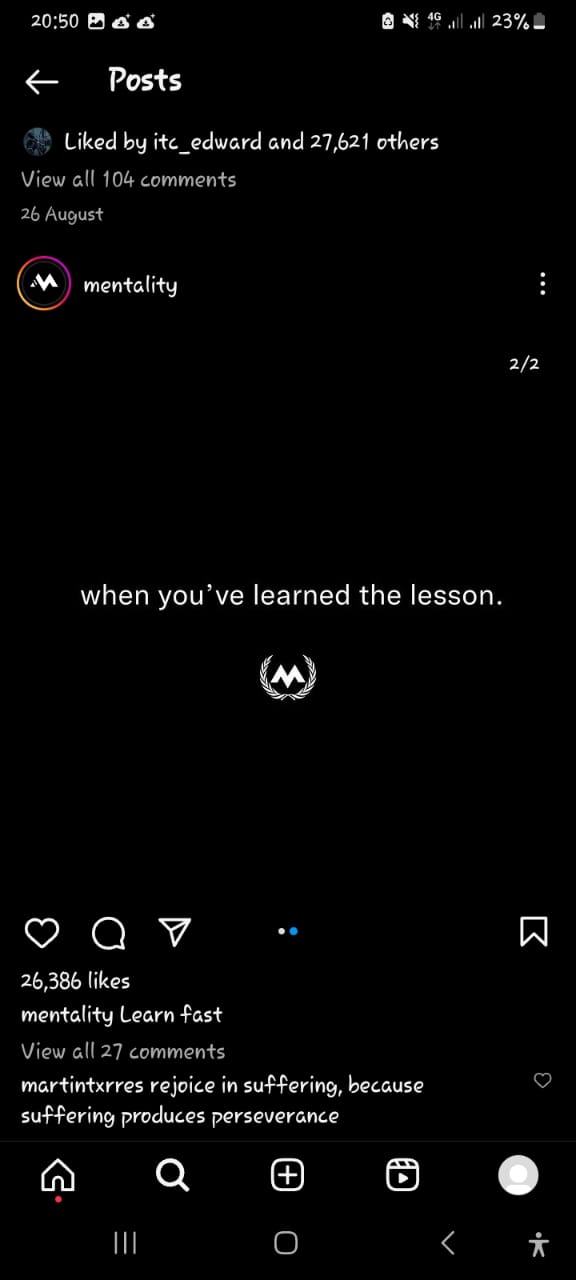 20:50 4G 23%
Posts
Liked by itc_edward and 27,621 others
View all 104 comments
26 August
mentality
2/2
when you’ve learned the lesson.
M
26,386 likes
mentality Learn fast
View all 27 comments
martintxrres rejoice in suffering, because
suffering produces perseverance